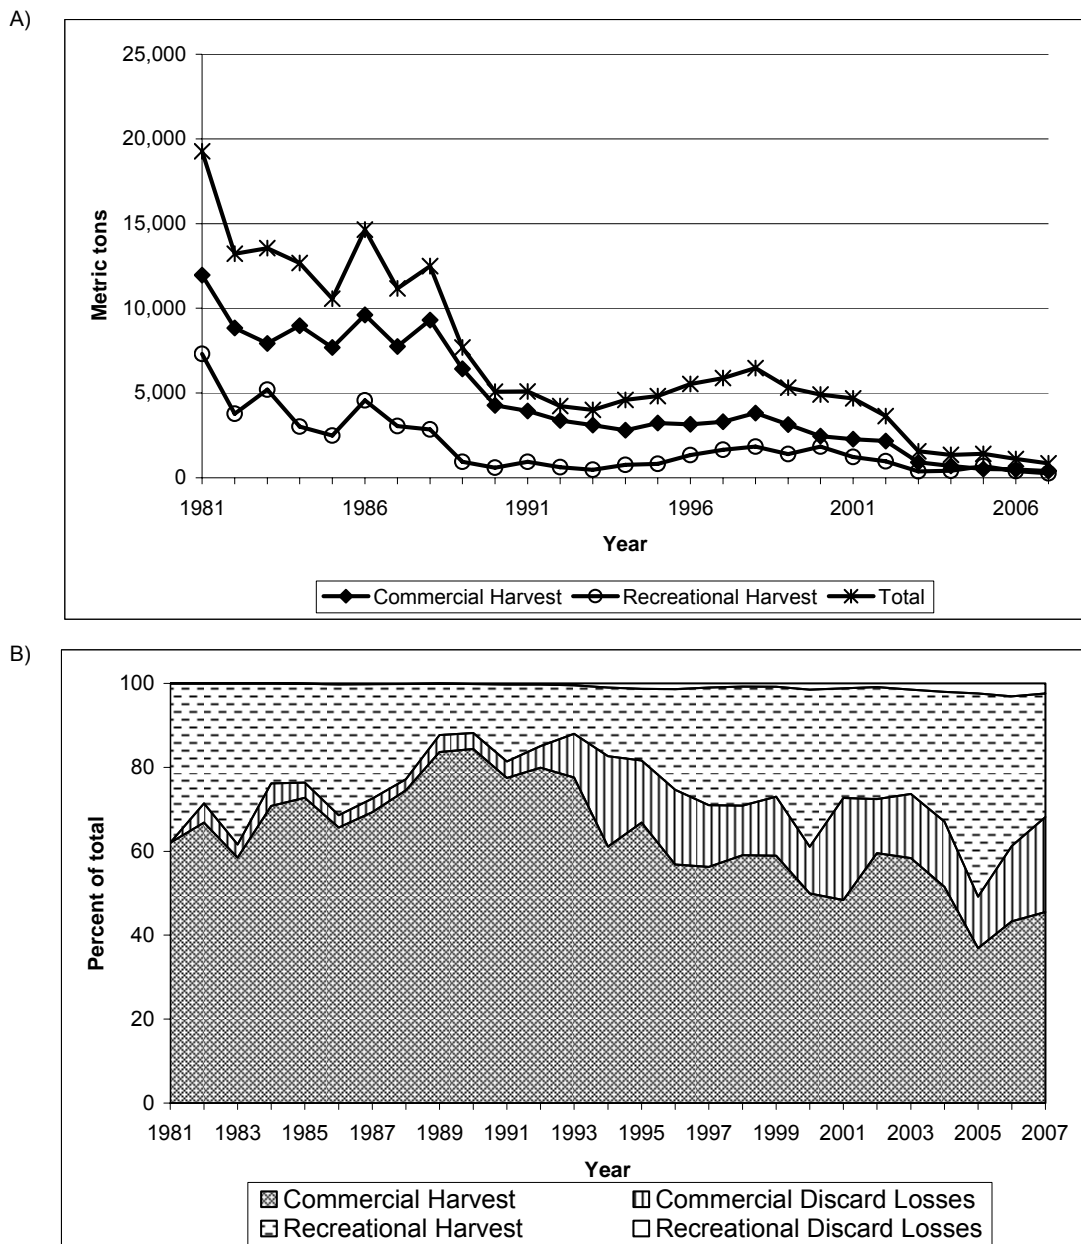 A)
25,000
20,000
15,000
10,000
5,000
0
Metric tons
1981 1986 1991 1996 2001 2006
Year
Commercial Harvest Recreational Harvest Total
B)
100
80
60
40
20
0
Percent of total
1981 1983 1985 1987 1989 1991 1993 1995 1997 1999 2001 2003 2005 2007
Year
Commercial Harvest Commercial Discard Losses
Recreational Harvest Recreational Discard Losses